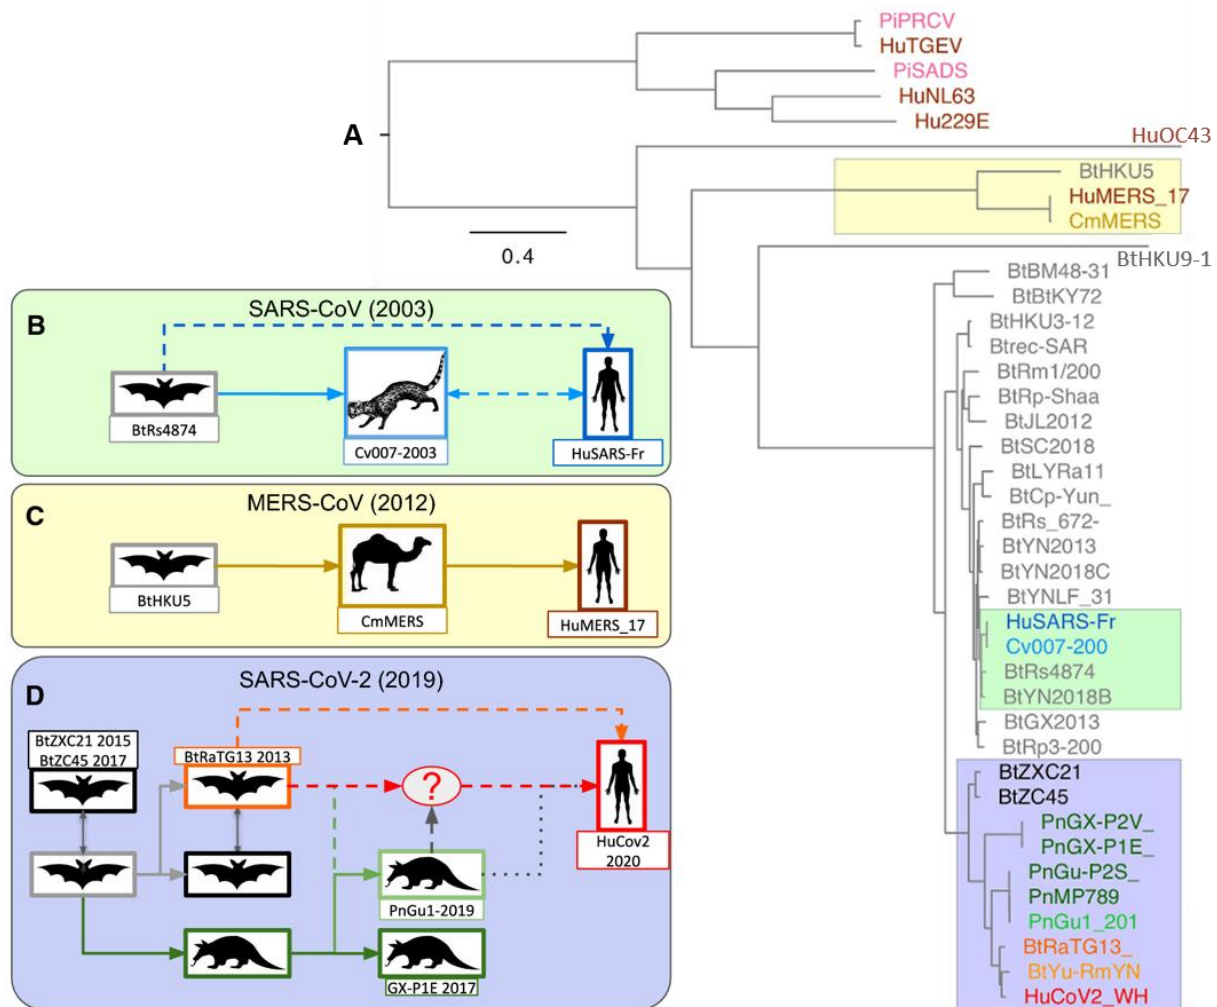 A
PiPRCV
HuTGEV
PiSADS
HuNL63
Hu229E
HuOC43
BtHKU5
HuMERS_17
CmMERS
0.4
BtHKU9-1
BtBM48-31
BtBtKY72
BtHKU3-12
Btrec-SAR
BtRm1/200
BtRp-Shaa
BtJL2012
BtSC2018
BtLYRa11
BtCp-Yun_
BtRs_672-
BtYN2013
BtYN2018C
BtYNLF_31
HuSARS-Fr
Cv007-200
BtRs4874
BtYN2018B
BtGX2013
BtRp3-200
BtZXC21
BtZC45
PnGX-P2V_
PnGX-P1E_
PnGu-P2S_
PnMP789
PnGu1_201
BtRaTG13_
BtYu-RmYN
HuCoV2_WH
B
SARS-CoV (2003)
BtRs4874
Cv007-2003
HuSARS-Fr
C
MERS-CoV (2012)
BtHKU5
CmMERS
HuMERS_17
D
SARS-CoV-2 (2019)
BtZXC21 2015
BtZC45 2017
BtRaTG13 2013
?
HuCov2
2020
PnGu1-2019
GX-P1E 2017